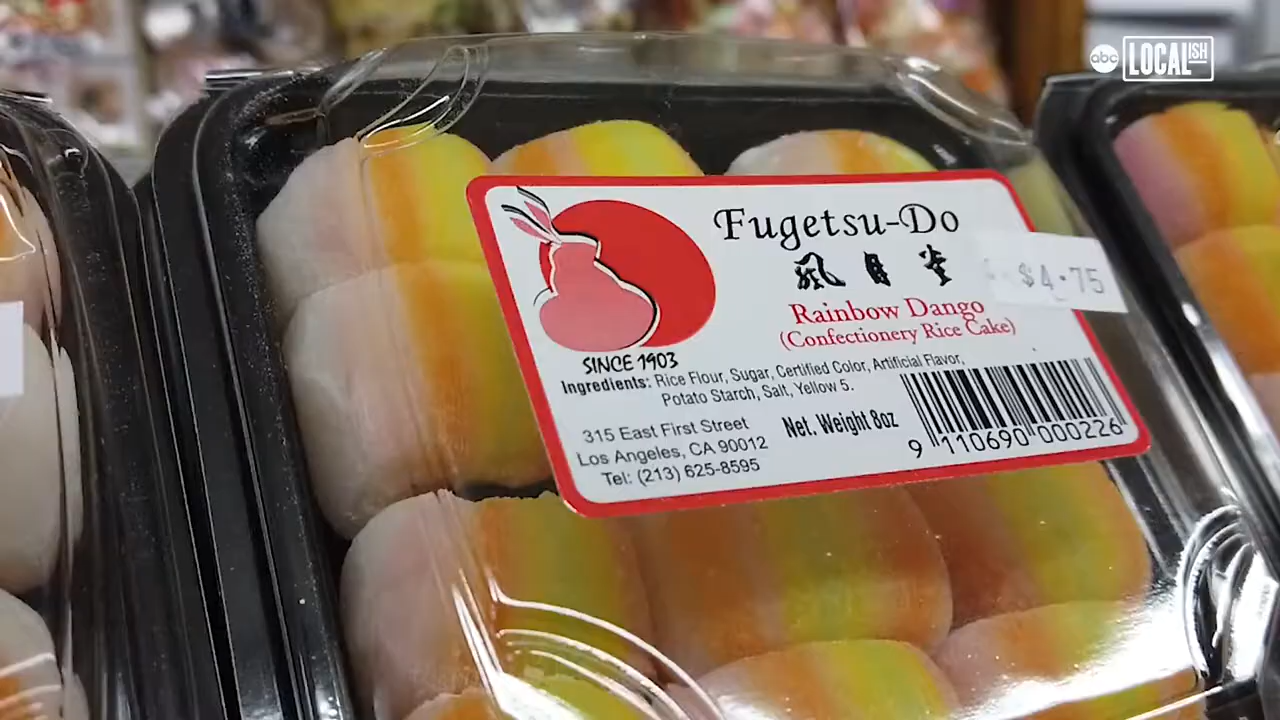 abc LOCALISH
Fugetsu-Do
風月堂
$4.75
Rainbow Dango
(Confectionery Rice Cake)
SINCE 1903
Ingredients: Rice Flour, Sugar, Certified Color, Artificial Flavor,
Potato Starch, Salt, Yellow 5.
315 East First Street
Los Angeles, CA 90012
Tel: (213) 625-8595
Net. Weight 8oz
9 110690 000226